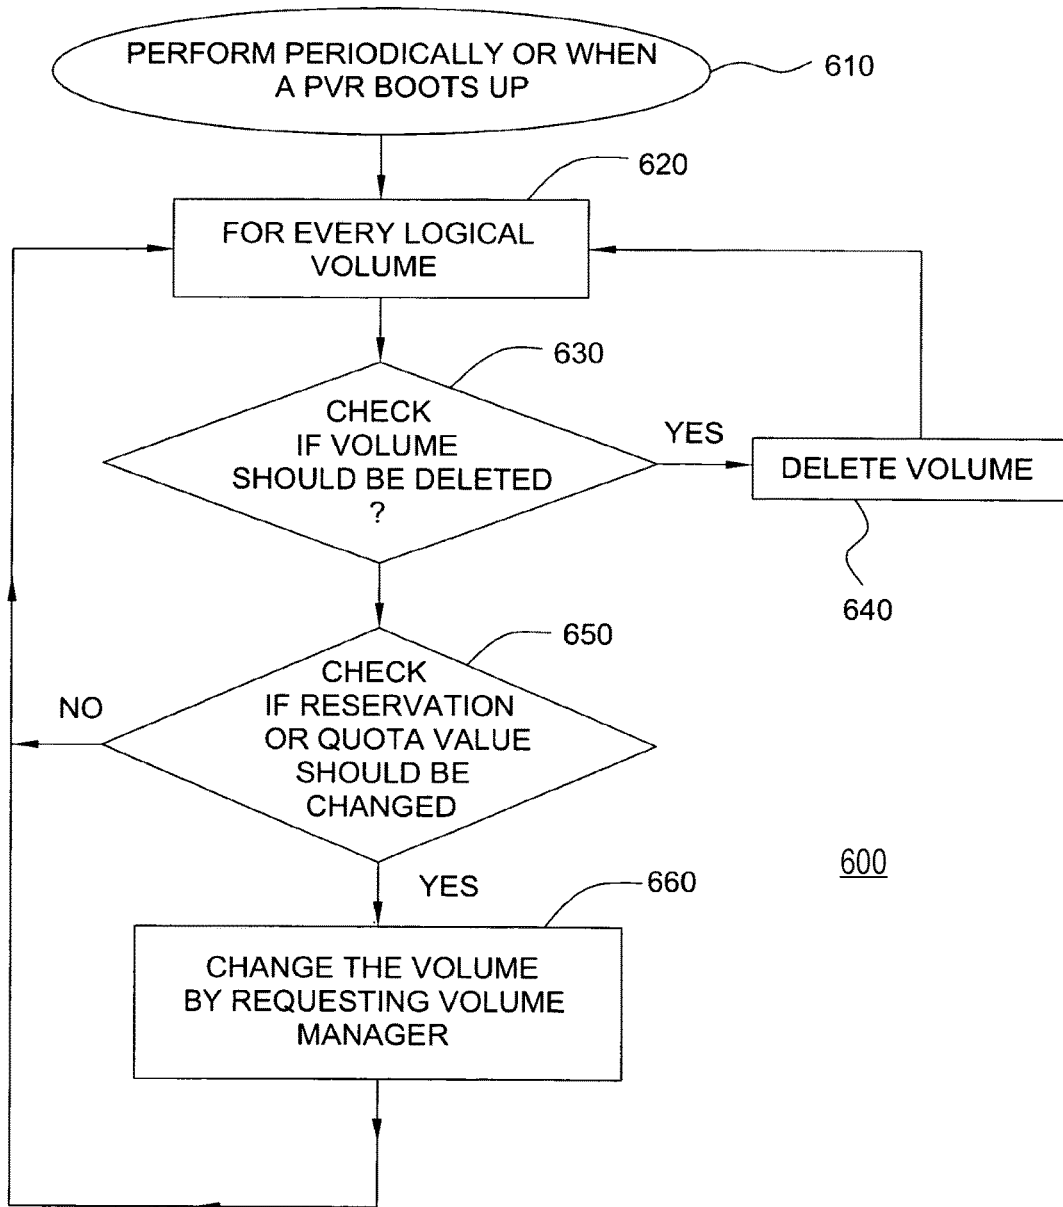 PERFORM PERIODICALLY OR WHEN
A PVR BOOTS UP
610
620
FOR EVERY LOGICAL
VOLUME
630
CHECK
IF VOLUME
SHOULD BE DELETED
?
YES
DELETE VOLUME
640
650
CHECK
IF RESERVATION
OR QUOTA VALUE
SHOULD BE
CHANGED
NO
YES
600
660
CHANGE THE VOLUME
BY REQUESTING VOLUME
MANAGER